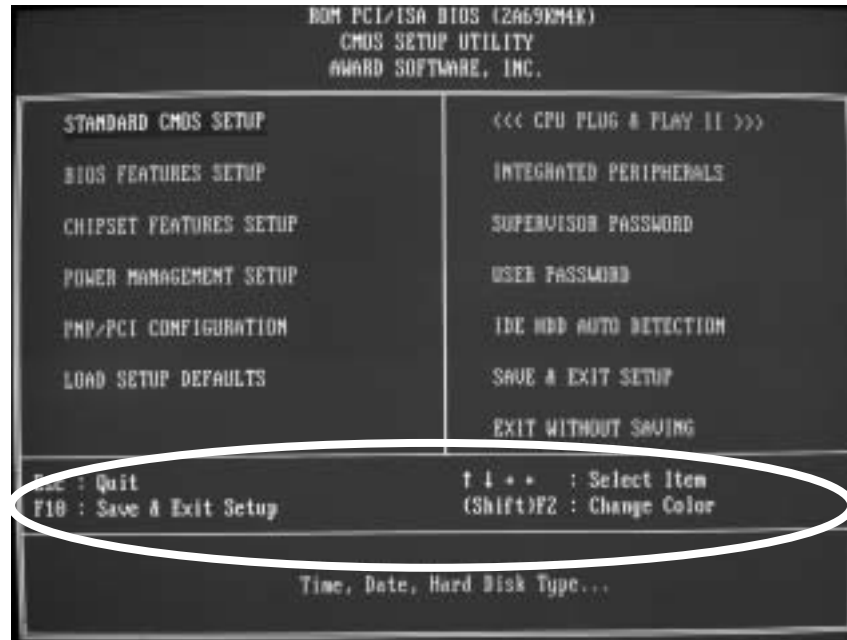 ROM PCI/ISA BIOS (2A69KM4K)
CMOS SETUP UTILITY
AWARD SOFTWARE, INC.
STANDARD CMOS SETUP
BIOS FEATURES SETUP
CHIPSET FEATURES SETUP
POWER MANAGEMENT SETUP
PNP/PCI CONFIGURATION
LOAD SETUP DEFAULTS
<<< CPU PLUG & PLAY II >>>
INTEGRATED PERIPHERALS
SUPERVISOR PASSWORD
USER PASSWORD
IDE HDD AUTO DETECTION
SAVE & EXIT SETUP
EXIT WITHOUT SAVING
Esc : Quit
F10 : Save & Exit Setup
↑ ↓ → ← : Select Item
(Shift)F2 : Change Color
Time, Date, Hard Disk Type...